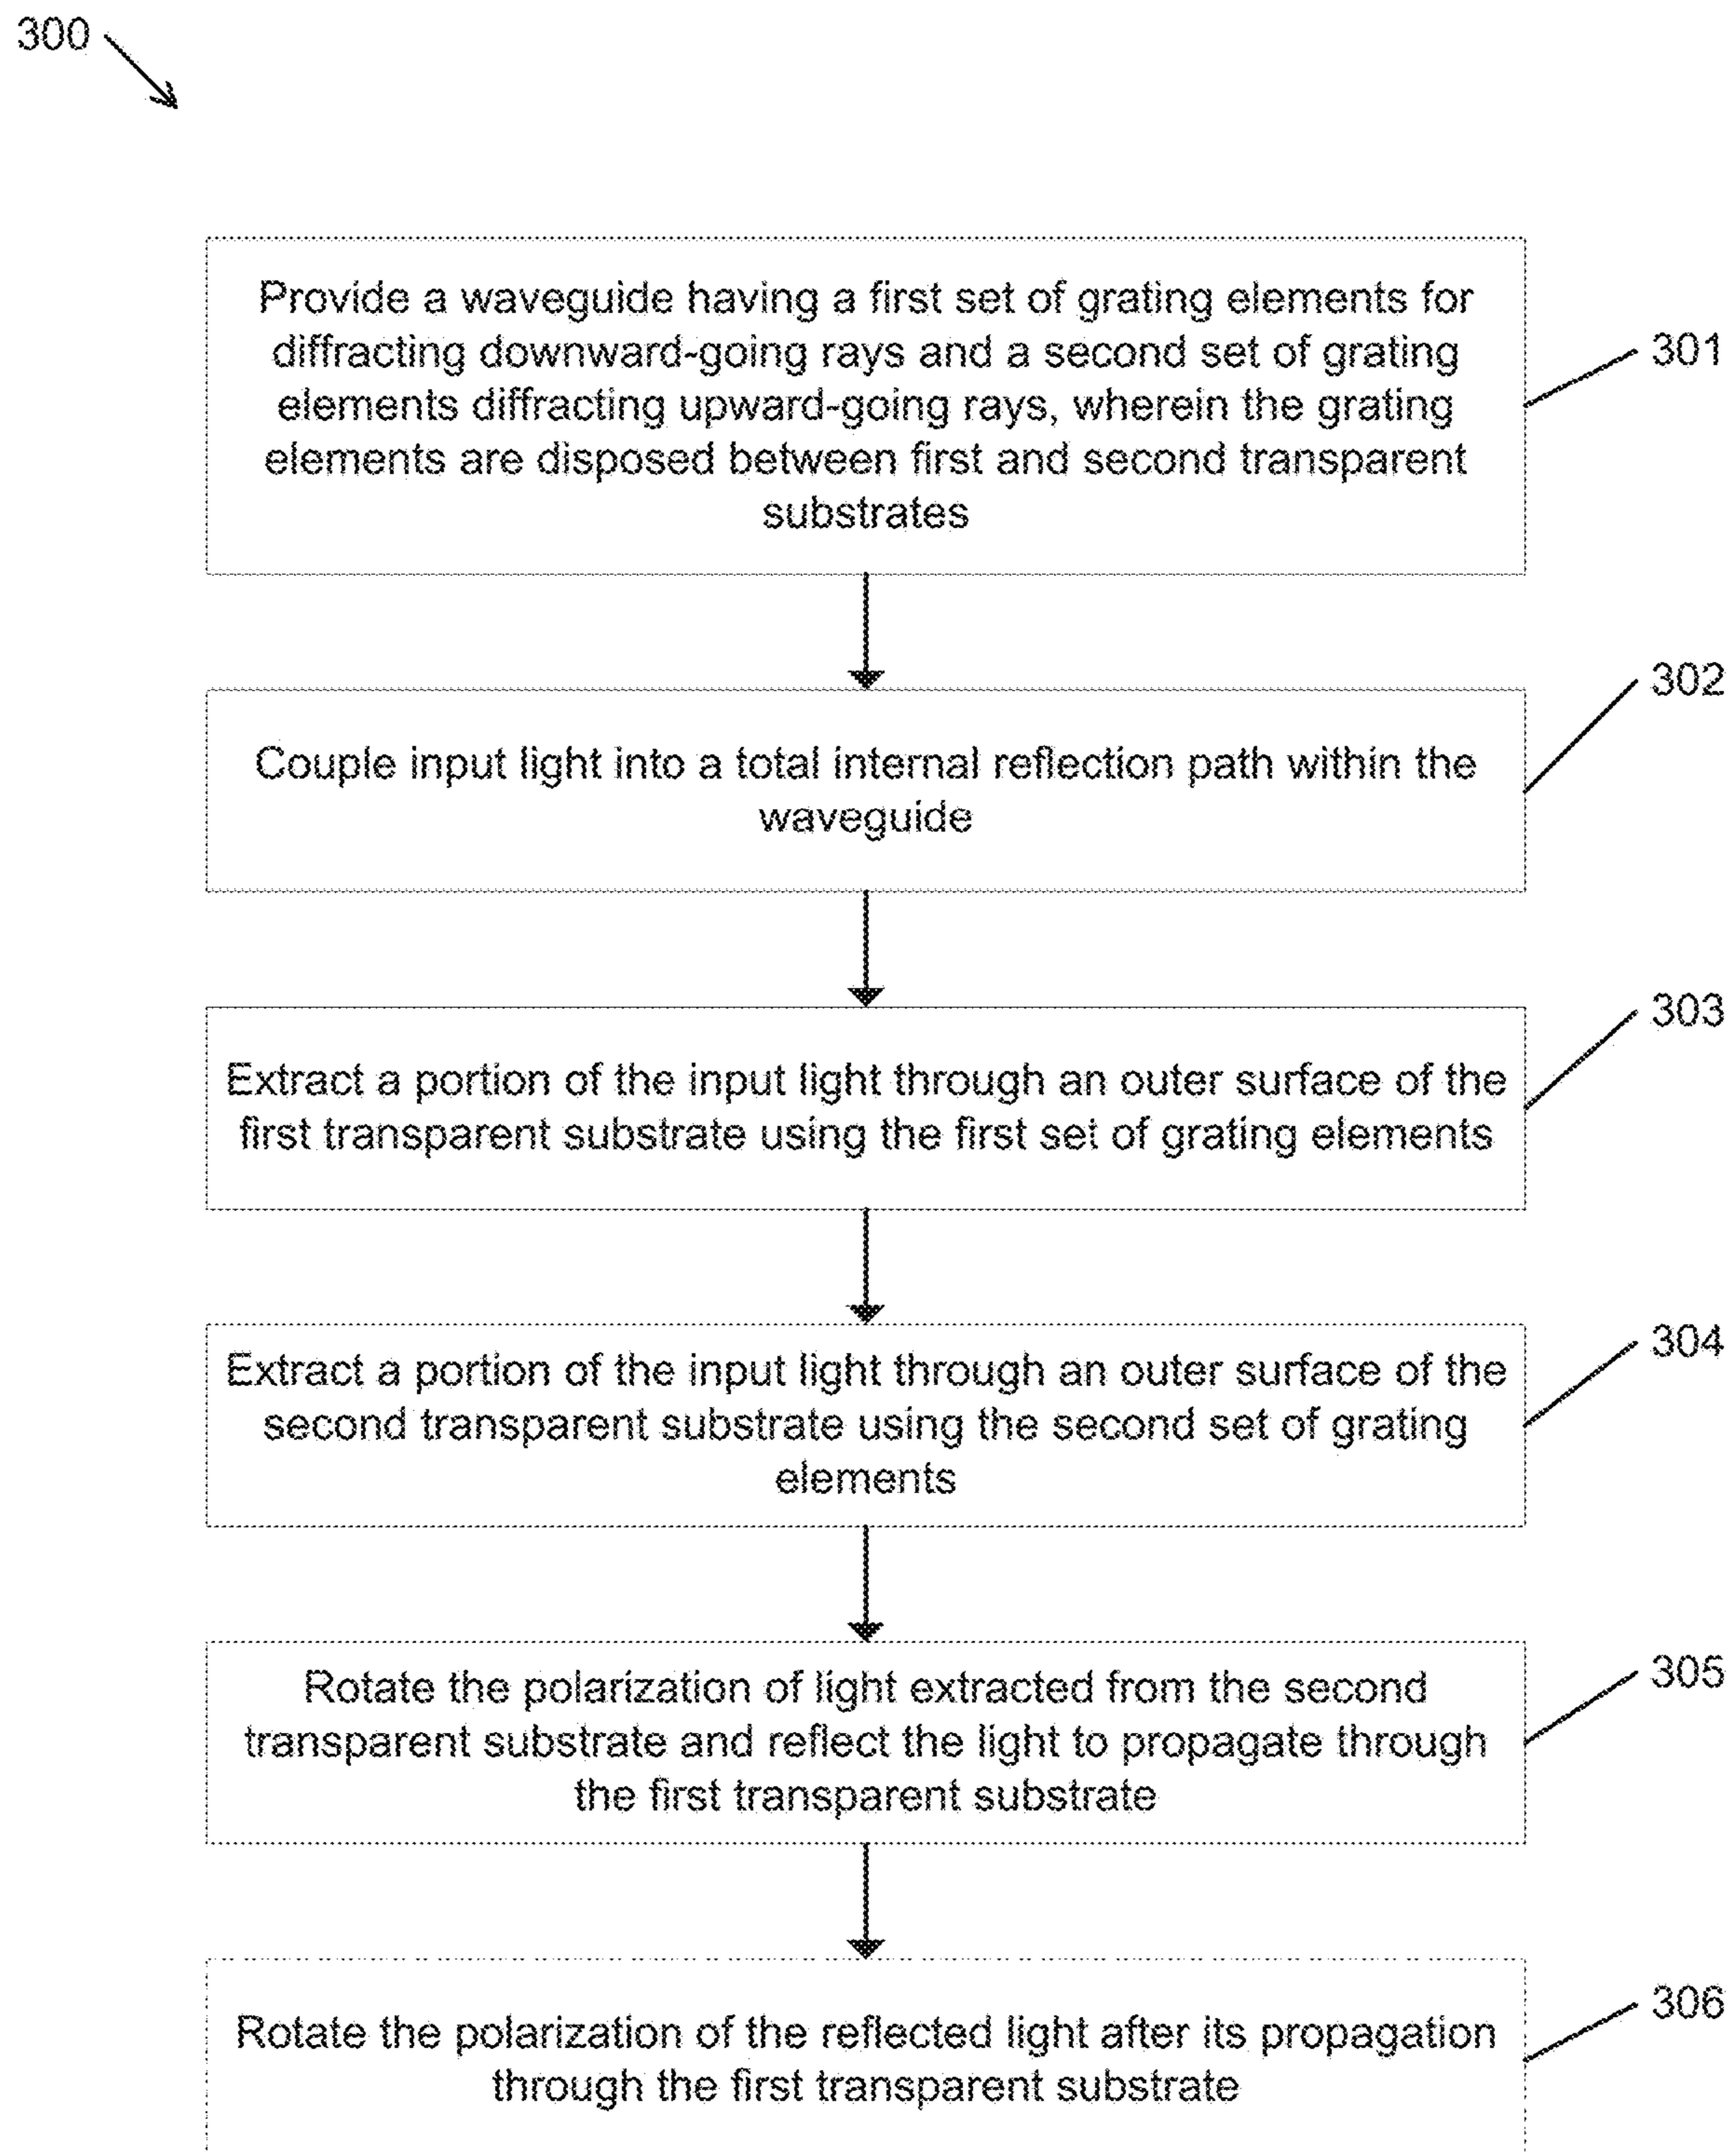 300
Provide a waveguide having a first set of grating elements for
diffracting downward-going rays and a second set of grating
elements diffracting upward-going rays, wherein the grating
elements are disposed between first and second transparent
substrates
301
Couple input light into a total internal reflection path within the
waveguide
302
Extract a portion of the input light through an outer surface of the
first transparent substrate using the first set of grating elements
303
Extract a portion of the input light through an outer surface of the
second transparent substrate using the second set of grating
elements
304
Rotate the polarization of light extracted from the second
transparent substrate and reflect the light to propagate through
the first transparent substrate
305
Rotate the polarization of the reflected light after its propagation
through the first transparent substrate
306